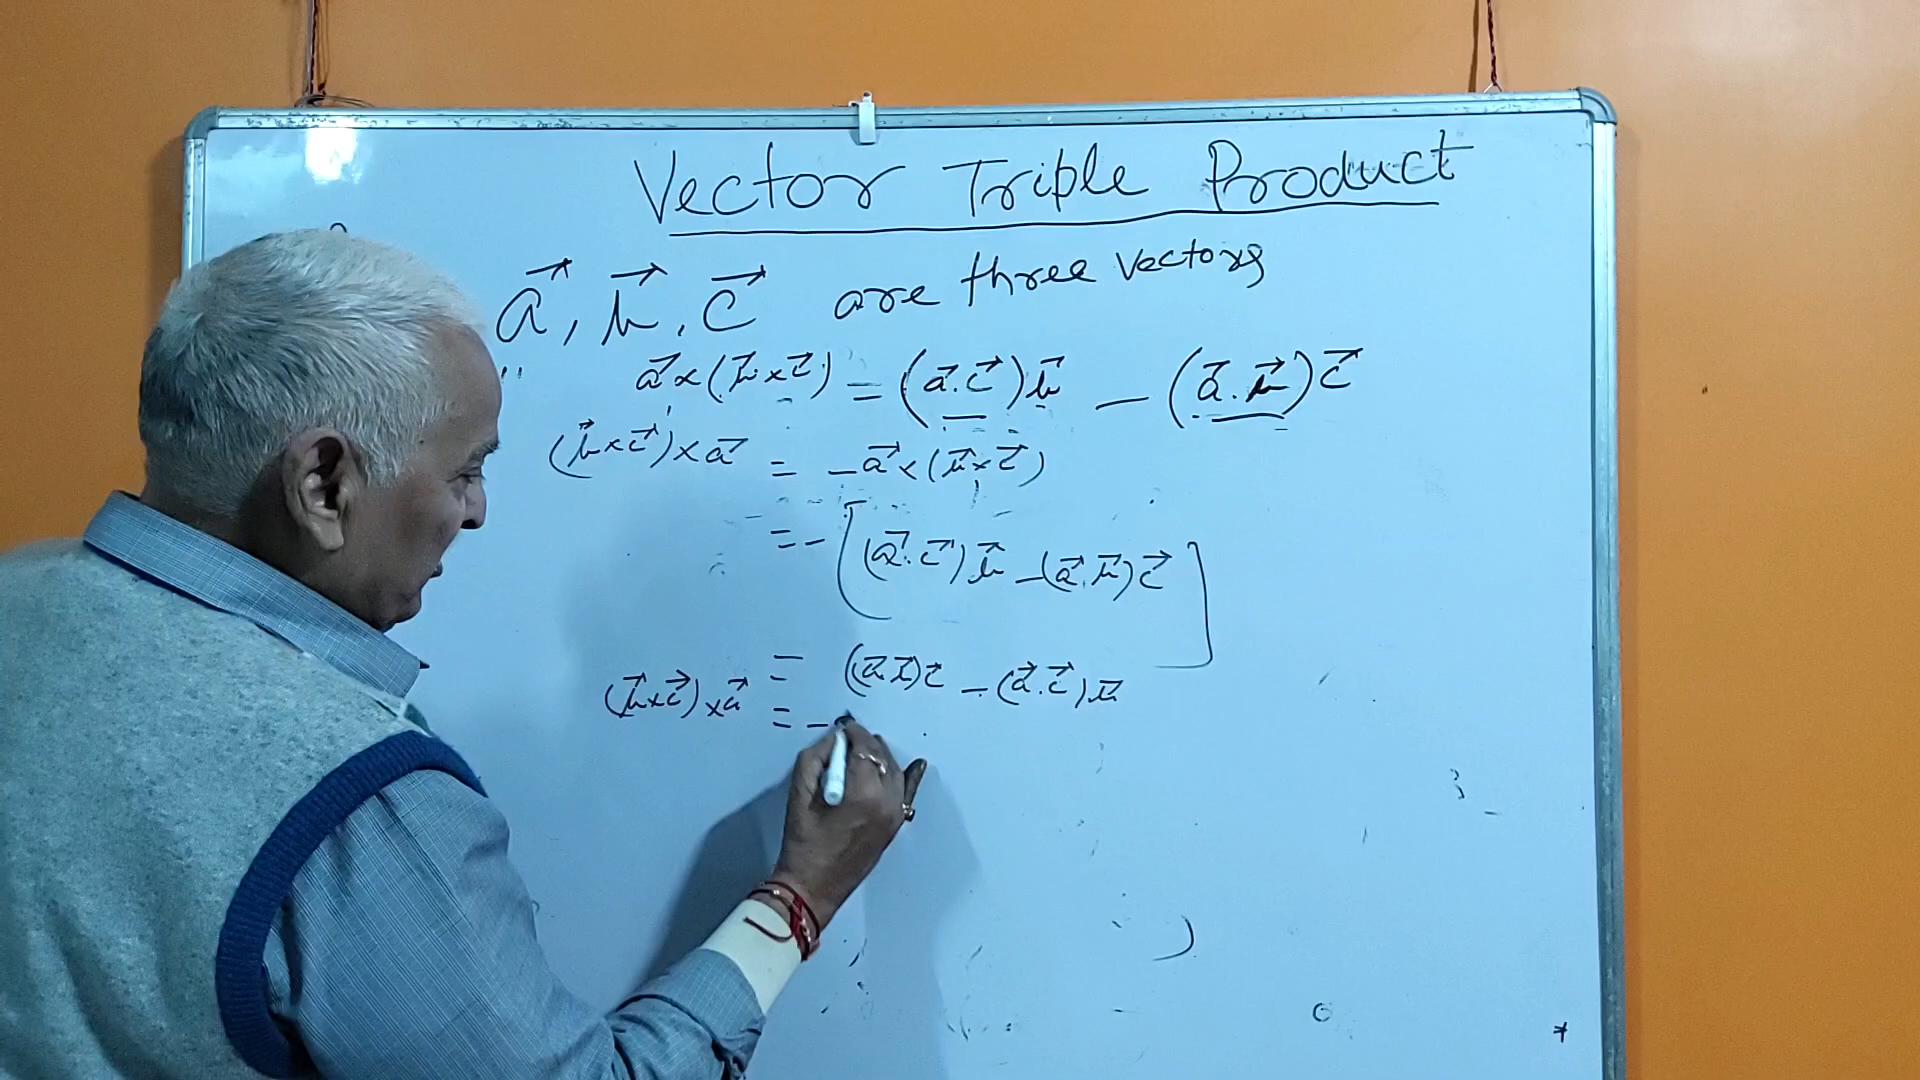 Vector Triple Product
a⃗, b⃗, c⃗ are three vectors
a⃗×(b⃗×c⃗) = (a⃗.c⃗)b⃗ – (a⃗.b⃗)c⃗
(b⃗×c⃗)×a⃗ = –a⃗×(b⃗×c⃗)
= –[(a⃗.c⃗)b⃗ –(a⃗.b⃗)c⃗]
= (a⃗.b⃗)c⃗ –(a⃗.c⃗)b⃗
(b⃗×c⃗)×a⃗ = –